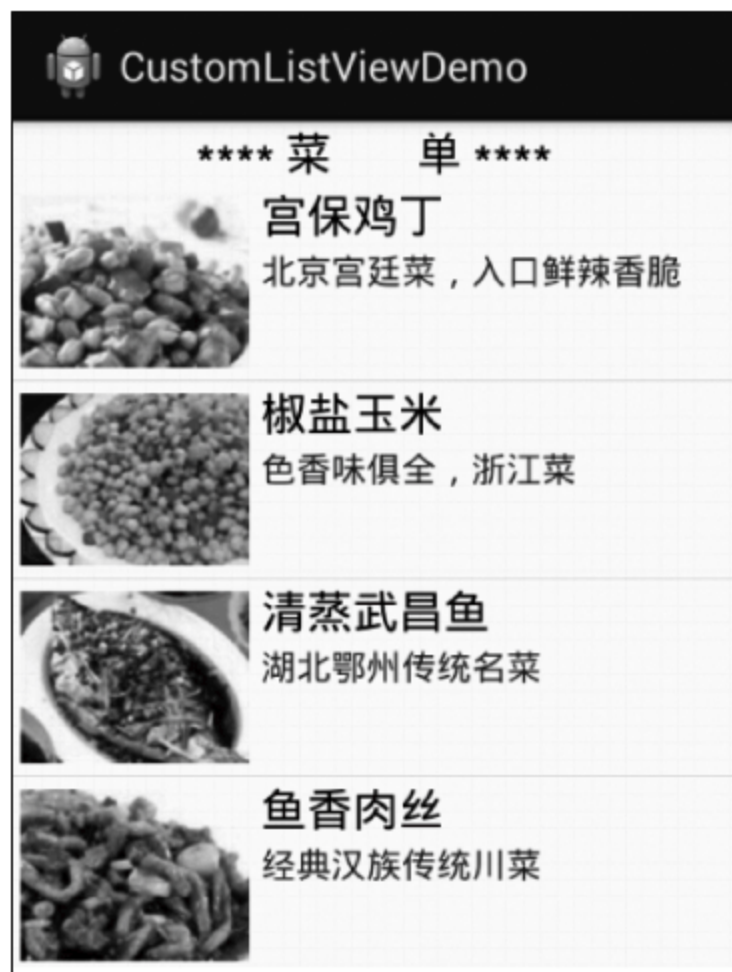 CustomListViewDemo
**** 菜 单 ****
宫保鸡丁
北京宫廷菜，入口鲜辣香脆
椒盐玉米
色香味俱全，浙江菜
清蒸武昌鱼
湖北鄂州传统名菜
鱼香肉丝
经典汉族传统川菜